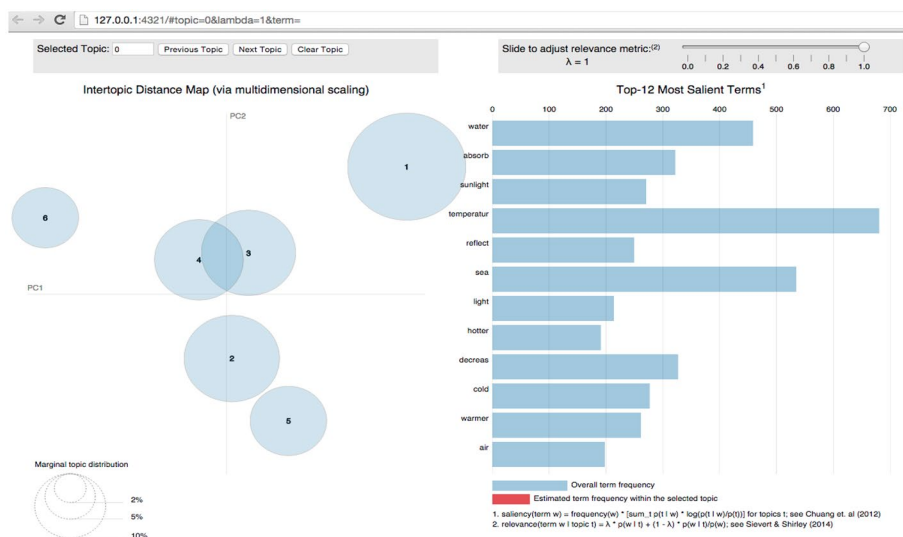 127.0.0.1:4321/#topic=0&lambda=1&term=
Selected Topic: 0 Previous Topic Next Topic Clear Topic
Slide to adjust relevance metric:(2)
λ = 1
0.0 0.2 0.4 0.6 0.8 1.0
Intertopic Distance Map (via multidimensional scaling)
PC2
PC1
1
6
4
3
2
5
Marginal topic distribution
2%
5%
10%
Top-12 Most Salient Terms1
0 100 200 300 400 500 600 700
water
absorb
sunlight
temperatur
reflect
sea
light
hotter
decreas
cold
warmer
air
Overall term frequency
Estimated term frequency within the selected topic
1. saliency(term w) = frequency(w) * [sum_t p(t | w) * log(p(t | w)/p(t))] for topics t; see Chuang et. al (2012)
2. relevance(term w | topic t) = λ * p(w | t) + (1 - λ) * p(w | t)/p(w); see Sievert & Shirley (2014)